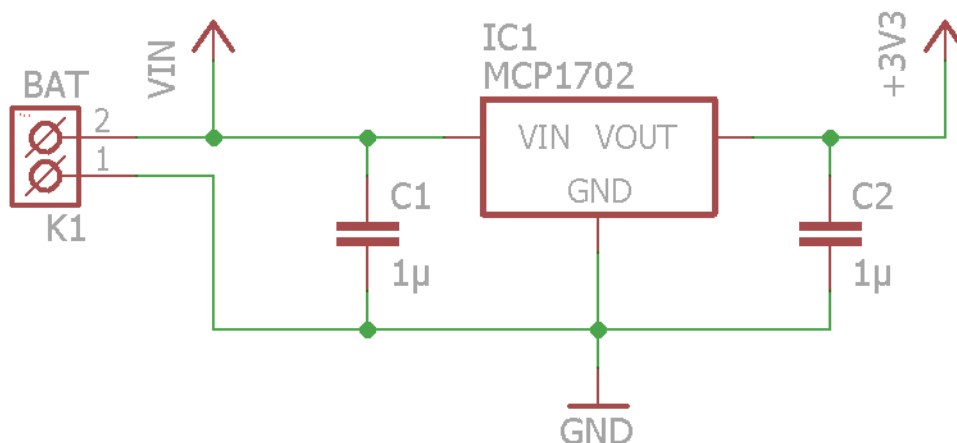 BAT
2
1
K1
VIN
C1
1µ
IC1
MCP1702
VIN VOUT
GND
GND
+3V3
C2
1µ